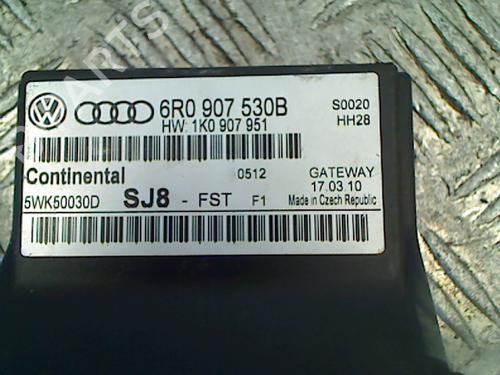 6R0 907 530B S0020
HW: 1K0 907 951 HH28
Continental 0512 GATEWAY
17.03.10
5WK50030D SJ8 - FST F1 Made in Czech Republic
PARTS